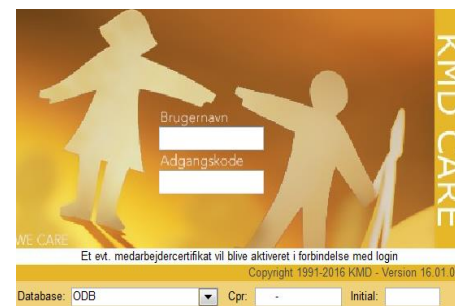 KMD CARE
Brugernavn
Adgangskode
WE CARE
Et evt. medarbejdercertifikat vil blive aktiveret i forbindelse med login
Copyright 1991-2016 KMD - Version 16.01.0
Database: ODB Cpr: - Initial: